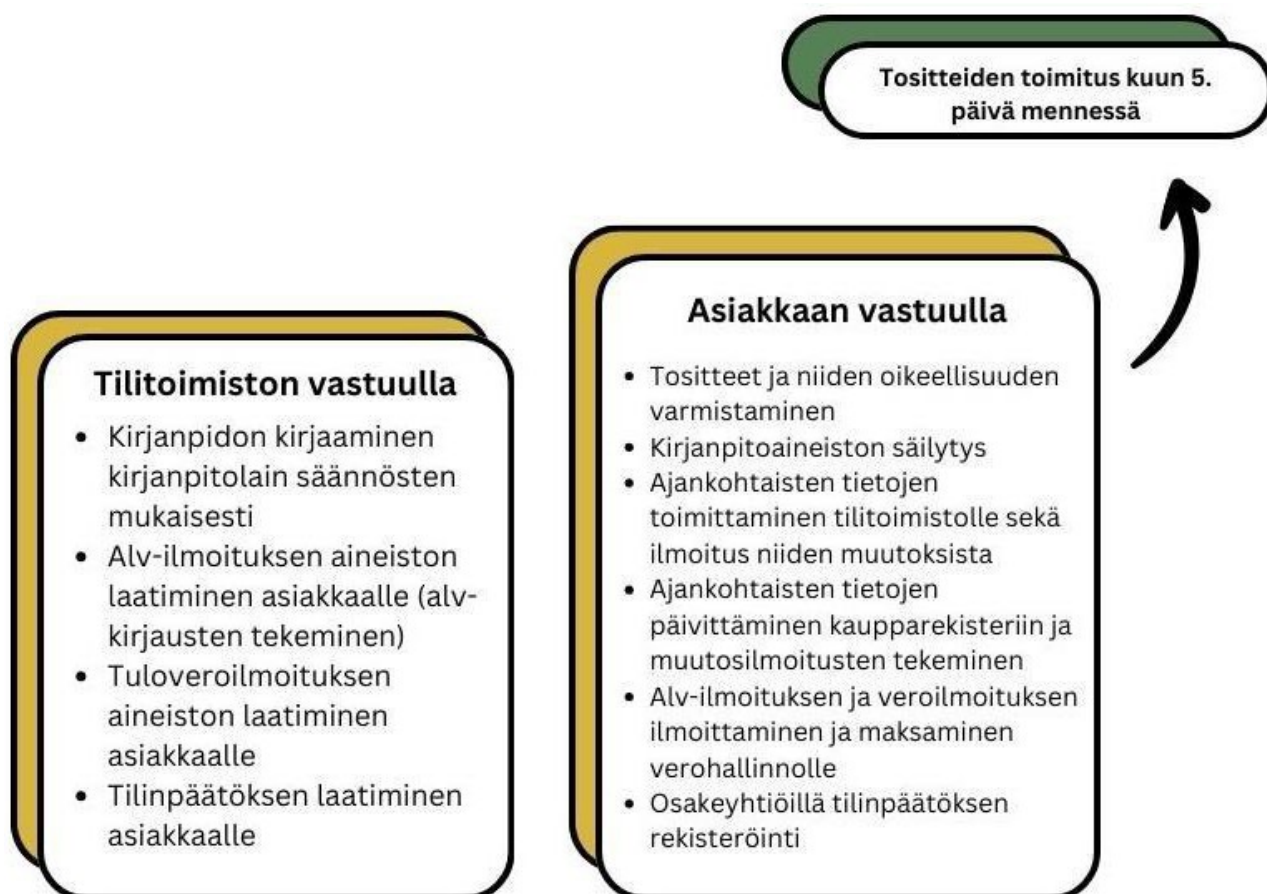 Tositteiden toimitus kuun 5.
päivä mennessä
Tilitoimiston vastuulla
• Kirjanpidon kirjaaminen
kirjanpitolain säännösten
mukaisesti
• Alv-ilmoituksen aineiston
laatiminen asiakkaalle (alv-
kirjausten tekeminen)
• Tuloveroilmoituksen
aineiston laatiminen
asiakkaalle
• Tilinpäätöksen laatiminen
asiakkaalle
Asiakkaan vastuulla
• Tositteet ja niiden oikeellisuuden
varmistaminen
• Kirjanpitoaineiston säilytys
• Ajankohtaisten tietojen
toimittaminen tilitoimistolle sekä
ilmoitus niiden muutoksista
• Ajankohtaisten tietojen
päivittäminen kaupparekisteriin ja
muutosilmoitusten tekeminen
• Alv-ilmoituksen ja veroilmoituksen
ilmoittaminen ja maksaminen
verohallinnolle
• Osakeyhtiöillä tilinpäätöksen
rekisteröinti